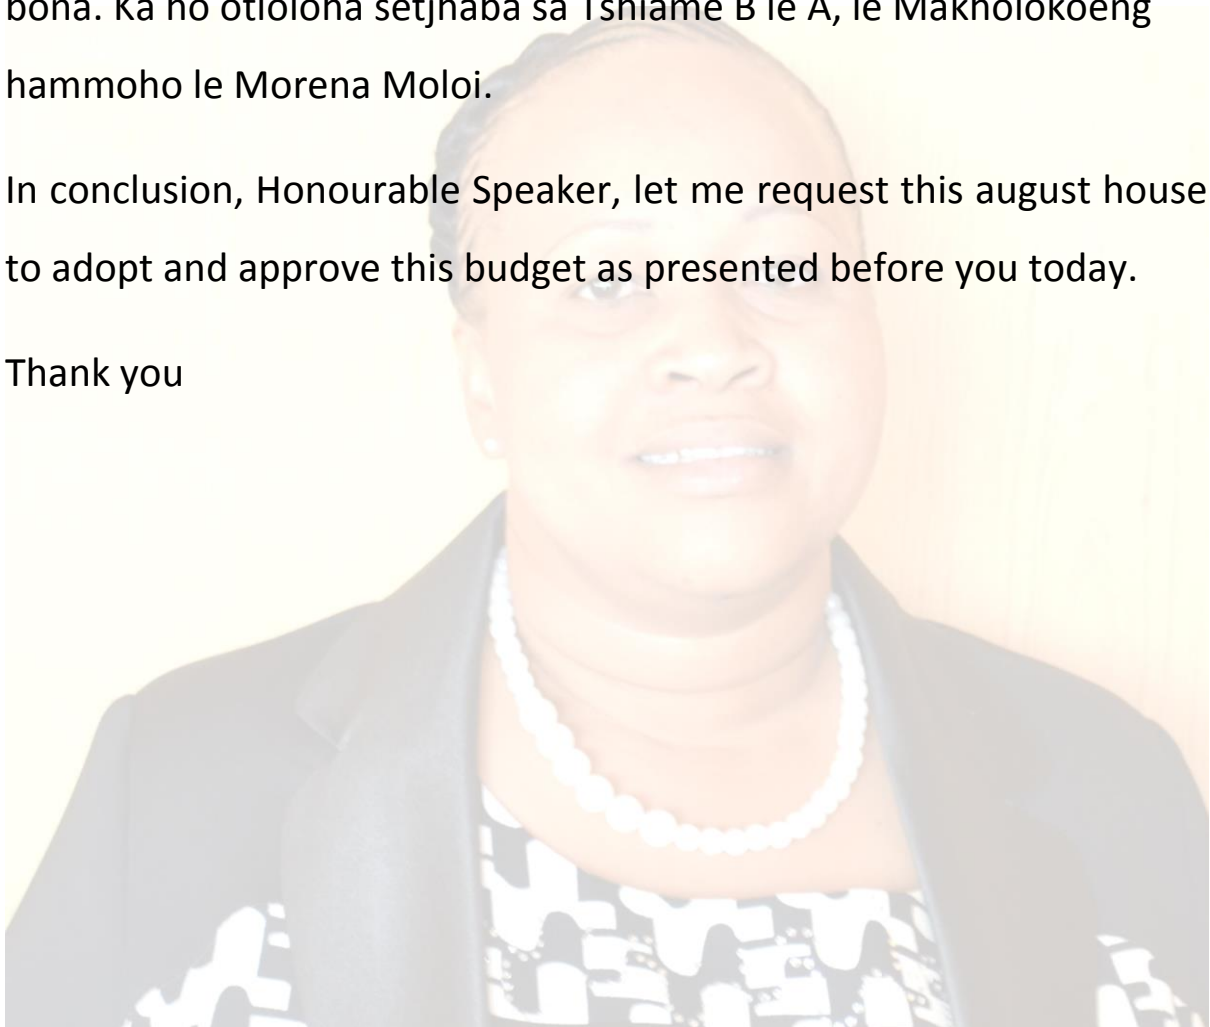 bona. Ka ho otloloha setjhaba sa Tshiame B le A, le Makholokoeng
hammoho le Morena Moloi.
In conclusion, Honourable Speaker, let me request this august house
to adopt and approve this budget as presented before you today.
Thank you